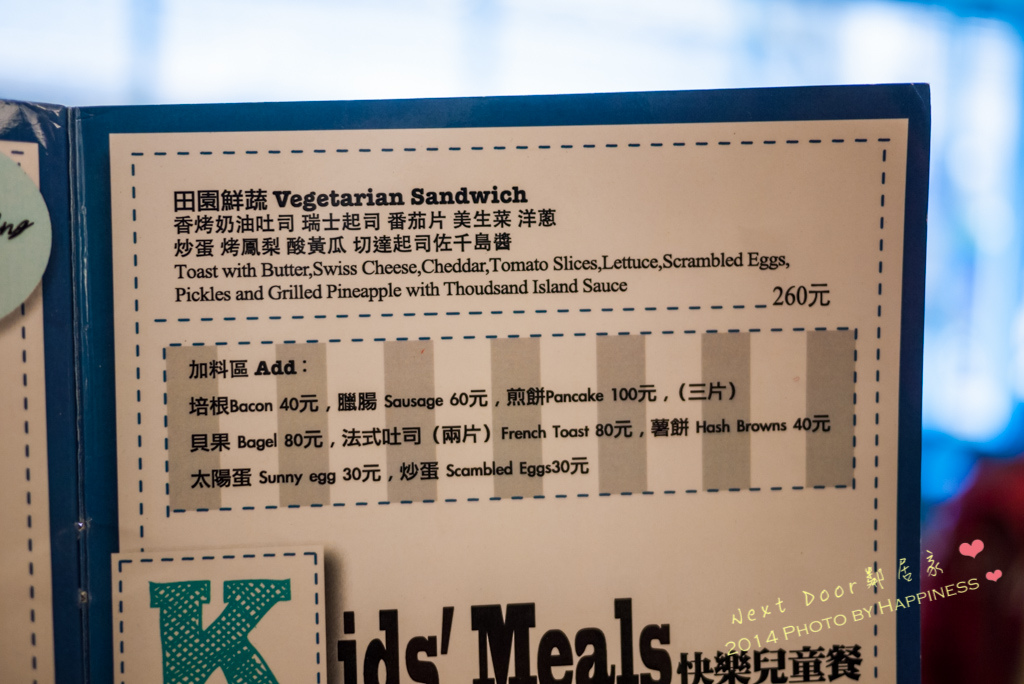 ng
田園鮮蔬 Vegetarian Sandwich
香烤奶油吐司 瑞士起司 番茄片 美生菜 洋蔥
炒蛋 烤鳳梨 酸黃瓜 切達起司佐千島醬
Toast with Butter,Swiss Cheese,Cheddar,Tomato Slices,Lettuce,Scrambled Eggs,
Pickles and Grilled Pineapple with Thoudsand Island Sauce
260元
加料區 Add：
培根Bacon 40元，臘腸 Sausage 60元，煎餅Pancake 100元，（三片）
貝果 Bagel 80元，法式吐司（兩片）French Toast 80元，薯餅 Hash Browns 40元
太陽蛋 Sunny egg 30元，炒蛋 Scambled Eggs30元
Kids' Meals 快樂兒童餐
Next Door鄰居家
2014 Photo by Happiness